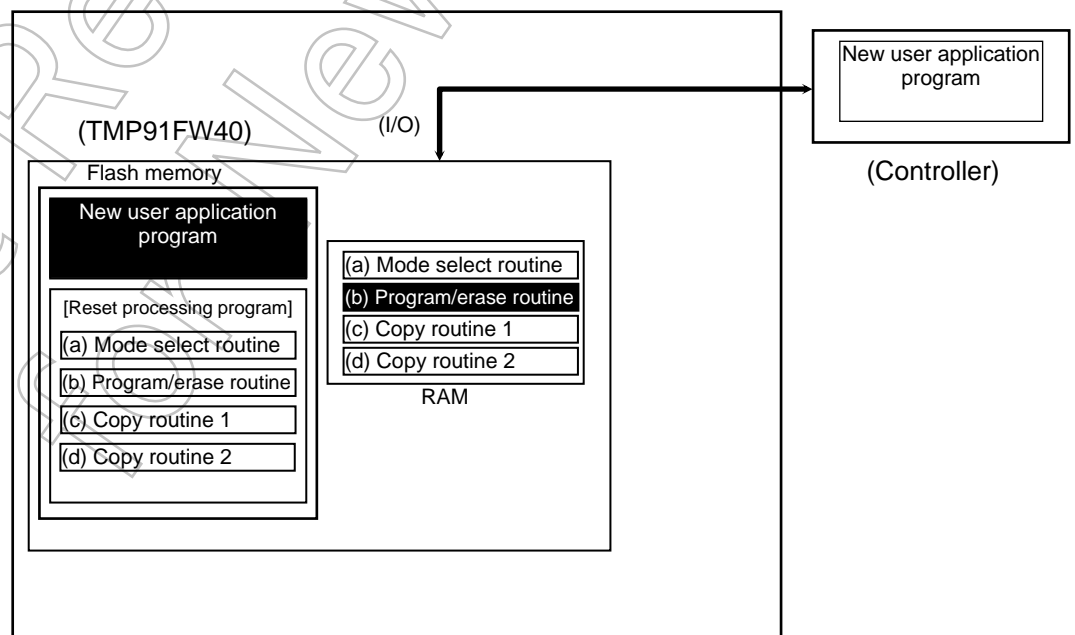 New user application
program
(Controller)
(I/O)
(TMP91FW40)
Flash memory
New user application
program
[Reset processing program]
(a) Mode select routine
(b) Program/erase routine
(c) Copy routine 1
(d) Copy routine 2
(a) Mode select routine
(b) Program/erase routine
(c) Copy routine 1
(d) Copy routine 2
RAM